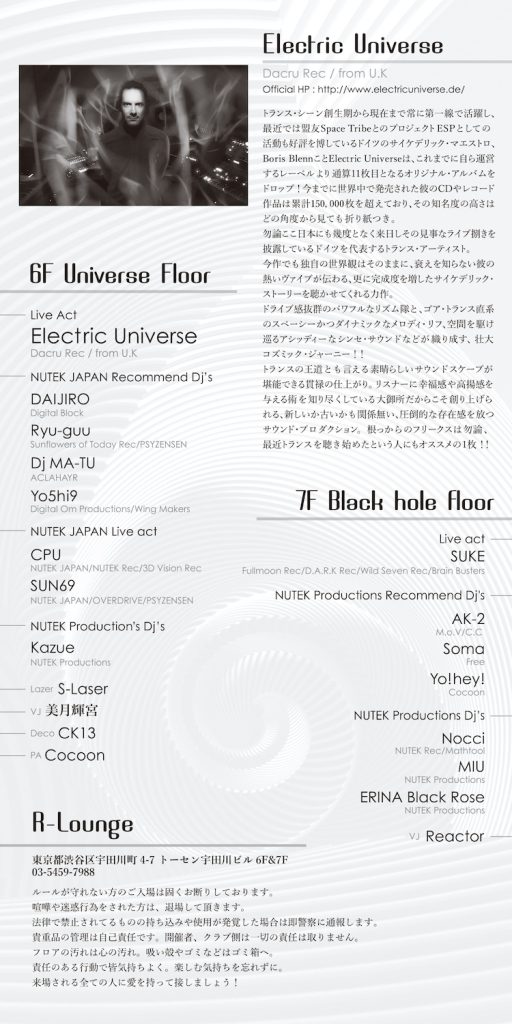 Electric Universe
Dacru Rec / from U.K
Official HP : http://www.electricuniverse.de/
トランス・シーン創生期から現在まで常に第一線で活躍し、
最近では盟友Space TribeとのプロジェクトESPとしての
活動も好評を博しているドイツのサイケデリック・マエストロ、
Boris BlennことElectric Universeは、これまでに自ら運営
するレーベルより通算11枚目となるオリジナル・アルバムを
ドロップ！今までに世界中で発売された彼のCDやレコード
作品は累計150,000枚を超えており、その知名度の高さは
どの角度から見ても折り紙つき。
勿論ここ日本にも幾度となく来日しその見事なライブ捌きを
披露しているドイツを代表するトランス・アーティスト。
今作でも独自の世界観はそのままに、衰えを知らない彼の
熱いヴァイブが伝わる、更に完成度を増したサイケデリック・
ストーリーを聴かせてくれる力作。
ドライブ感抜群のパワフルなリズム隊と、ゴア・トランス直系
のスペーシーかつダイナミックなメロディ・リフ、空間を駆け
巡るアシッディーなシンセ・サウンドなどが織り成す、壮大
コズミック・ジャーニー！！
トランスの王道とも言える素晴らしいサウンドスケープが
堪能できる貫禄の仕上がり。リスナーに幸福感や高揚感を
与える術を知り尽くしている大御所だからこそ創り上げら
れる、新しいか古いかも関係無い、圧倒的な存在感を放つ
サウンド・プロダクション。根っからのフリークスは勿論、
最近トランスを聴き始めたという人にもオススメの1枚！！
6F Universe Floor
Live Act
Electric Universe
Dacru Rec / from U.K
NUTEK JAPAN Recommend Dj's
DAIJIRO
Digital Block
Ryu-guu
Sunflowers of Today Rec/PSYZENSEN
Dj MA-TU
ACLAHAYR
Yo5hi9
Digital Om Productions/Wing Makers
NUTEK JAPAN Live act
CPU
NUTEK JAPAN/NUTEK Rec/3D Vision Rec
SUN69
NUTEK JAPAN/OVERDRIVE/PSYZENSEN
NUTEK Production's Dj's
Kazue
NUTEK Productions
Lazer S-Laser
VJ 美月輝宮
Deco CK13
PA Cocoon
7F Black hole Floor
Live act
SUKE
Fullmoon Rec/D.A.R.K Rec/Wild Seven Rec/Brain Busters
NUTEK Productions Recommend Dj's
AK-2
M.o.V/C.C
Soma
Free
Yo!hey!
Cocoon
NUTEK Productions Dj's
Nocci
NUTEK Rec/Mathtool
MIU
NUTEK Productions
ERINA Black Rose
NUTEK Productions
VJ Reactor
R-Lounge
東京都渋谷区宇田川町 4-7 トーセン宇田川ビル 6F&7F
03-5459-7988
ルールが守れない方のご入場は固くお断りしております。
喧嘩や迷惑行為をされた方は、退場して頂きます。
法律で禁止されてるものの持ち込みや使用が発覚した場合は即警察に通報します。
貴重品の管理は自己責任です。開催者、クラブ側は一切の責任は取りません。
フロアの汚れは心の汚れ。吸い殻やゴミなどはゴミ箱へ。
責任のある行動で皆気持ちよく。楽しむ気持ちを忘れずに。
来場される全ての人に愛を持って接しましょう！